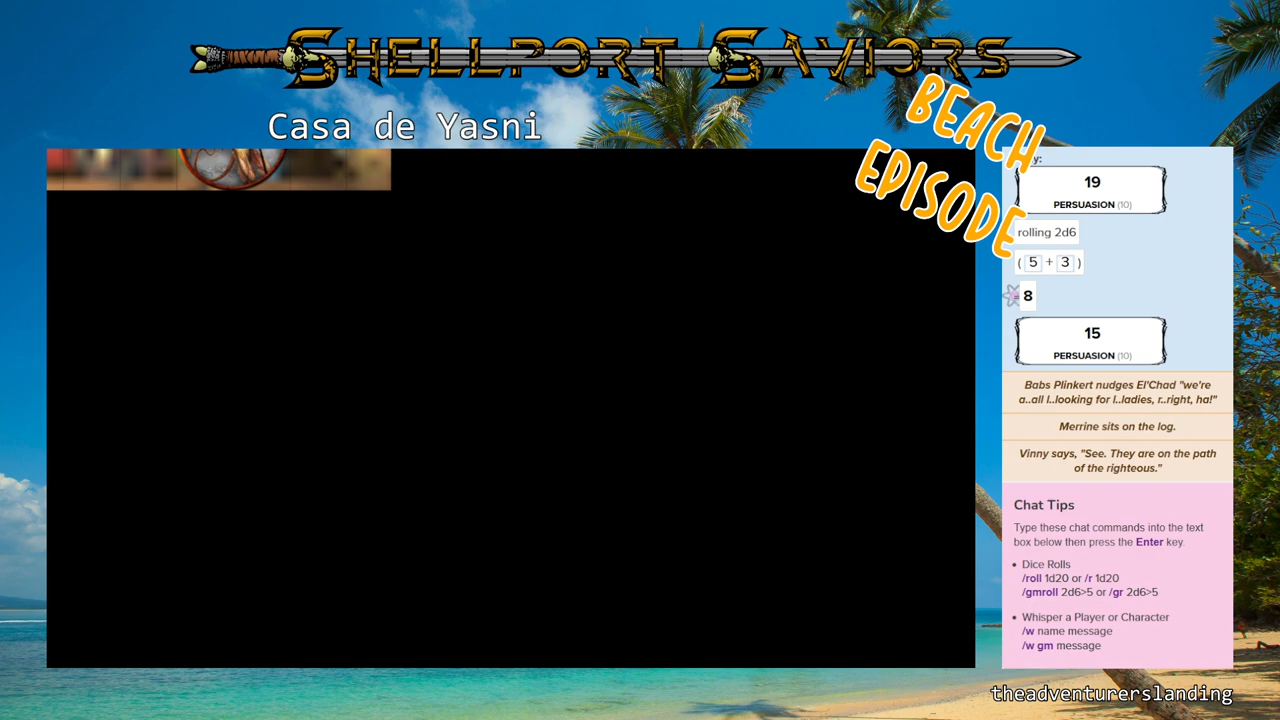 SHELLPORT SAVIORS
BEACH
EPISODE
Casa de Yasni
y:
19
PERSUASION (10)
rolling 2d6
( 5 + 3 )
= 8
15
PERSUASION (10)
Babs Plinkert nudges El'Chad "we're
a..all l..looking for l..ladies, r..right, ha!"
Merrine sits on the log.
Vinny says, "See. They are on the path
of the righteous."
Chat Tips
Type these chat commands into the text
box below then press the Enter key.
• Dice Rolls
/roll 1d20 or /r 1d20
/gmroll 2d6>5 or /gr 2d6>5
• Whisper a Player or Character
/w name message
/w gm message
theadventurerslanding